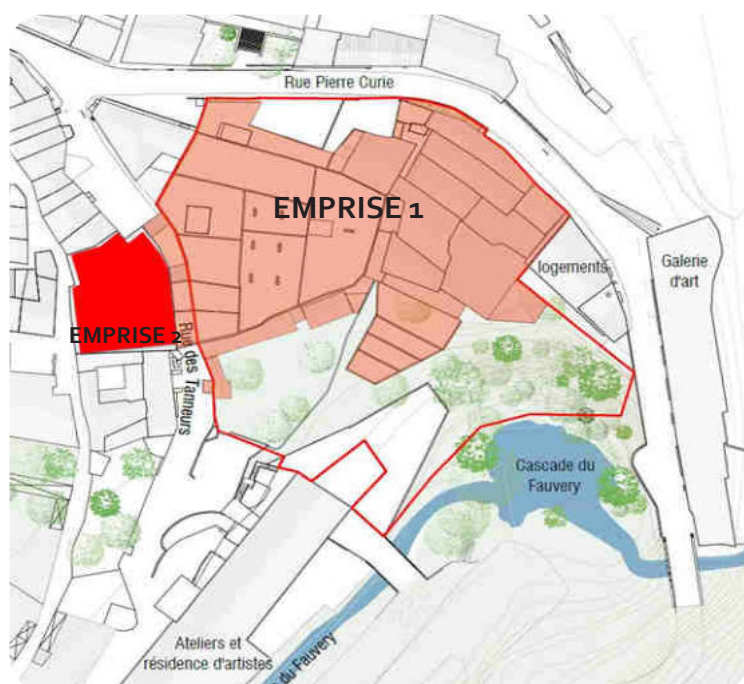 Rue Pierre Curie
EMPRISE 1
logements
Galerie
d'art
EMPRISE 2
Rue des Tanneurs
Cascade du
Fauvery
Ateliers et
résidence d'artistes
du Fauvery